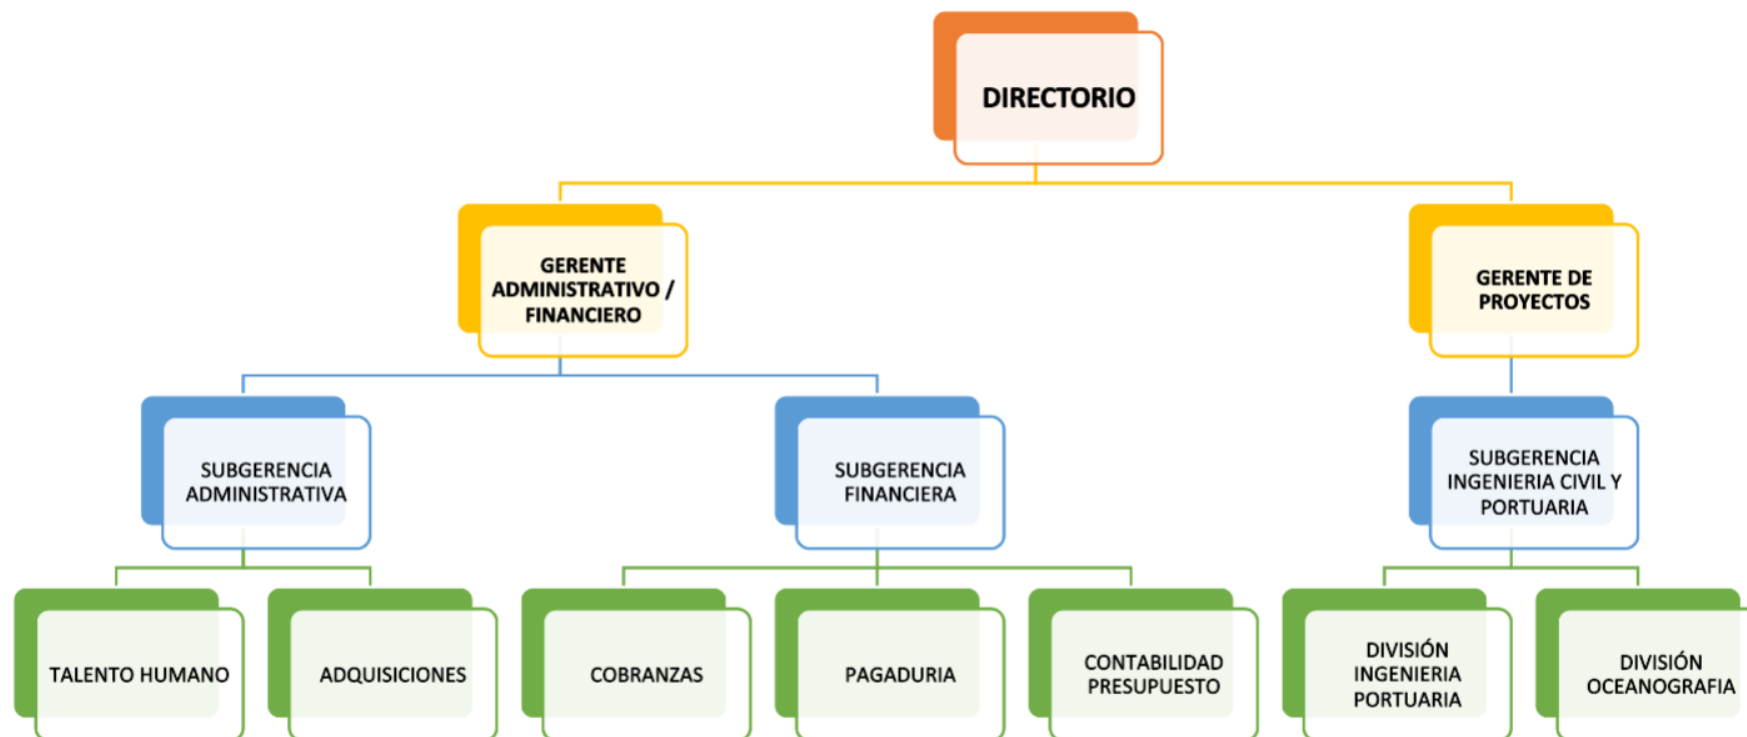 DIRECTORIO
GERENTE
ADMINISTRATIVO /
FINANCIERO
GERENTE DE
PROYECTOS
SUBGERENCIA
ADMINISTRATIVA
SUBGERENCIA
FINANCIERA
SUBGERENCIA
INGENIERIA CIVIL Y
PORTUARIA
TALENTO HUMANO
ADQUISICIONES
COBRANZAS
PAGADURIA
CONTABILIDAD
PRESUPUESTO
DIVISIÓN
INGENIERIA
PORTUARIA
DIVISIÓN
OCEANOGRAFIA